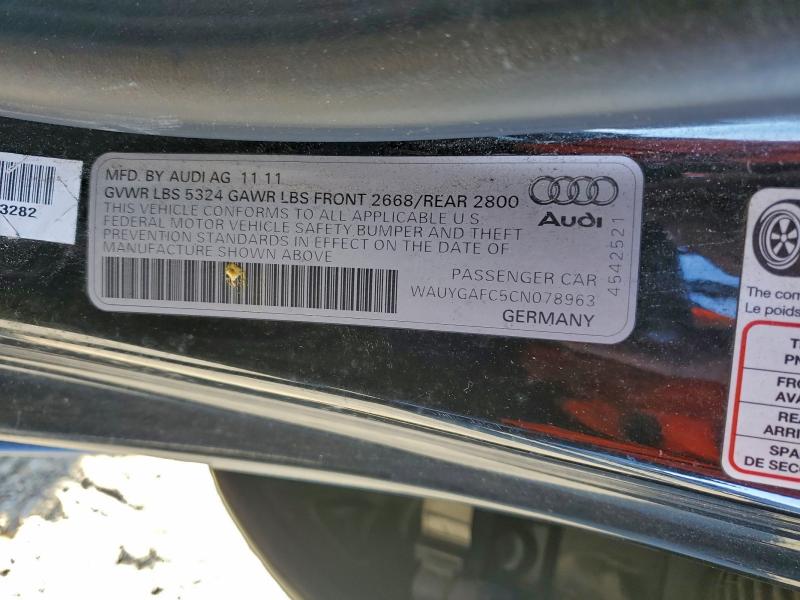 3282
MFD. BY AUDI AG 11 11
GVWR LBS 5324 GAWR LBS FRONT 2668/REAR 2800
THIS VEHICLE CONFORMS TO ALL APPLICABLE U.S.
FEDERAL MOTOR VEHICLE SAFETY BUMPER AND THEFT
PREVENTION STANDARDS IN EFFECT ON THE DATE OF
MANUFACTURE SHOWN ABOVE
Audi
PASSENGER CAR
WAUYGAFC5CN078963
GERMANY
4542521
The com
Le poids
PN
FRO
AVA
REA
ARRI
SPA
DE SEC